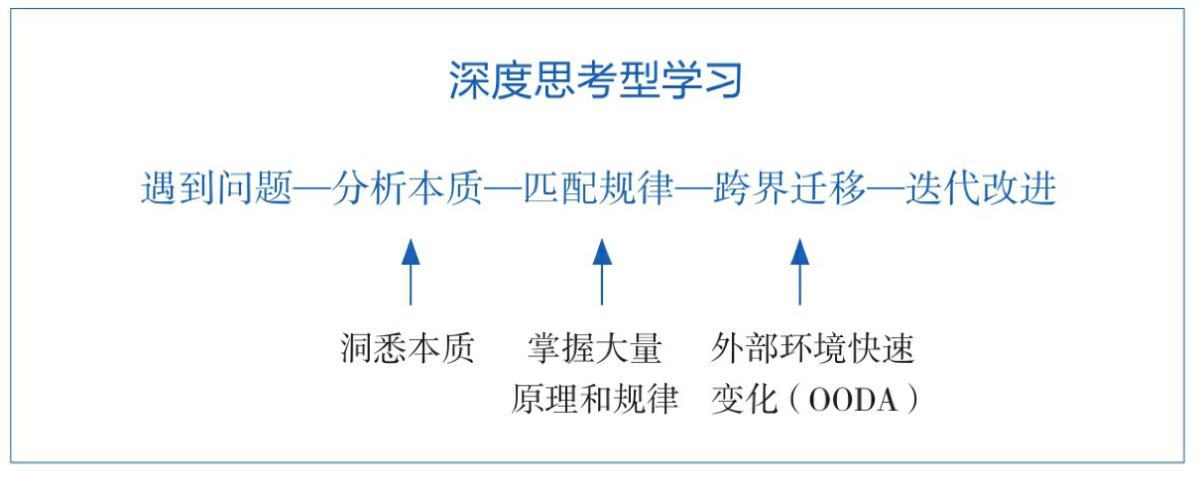 深度思考型学习
遇到问题—分析本质—匹配规律—跨界迁移—迭代改进
洞悉本质
掌握大量
原理和规律
外部环境快速
变化（OODA）